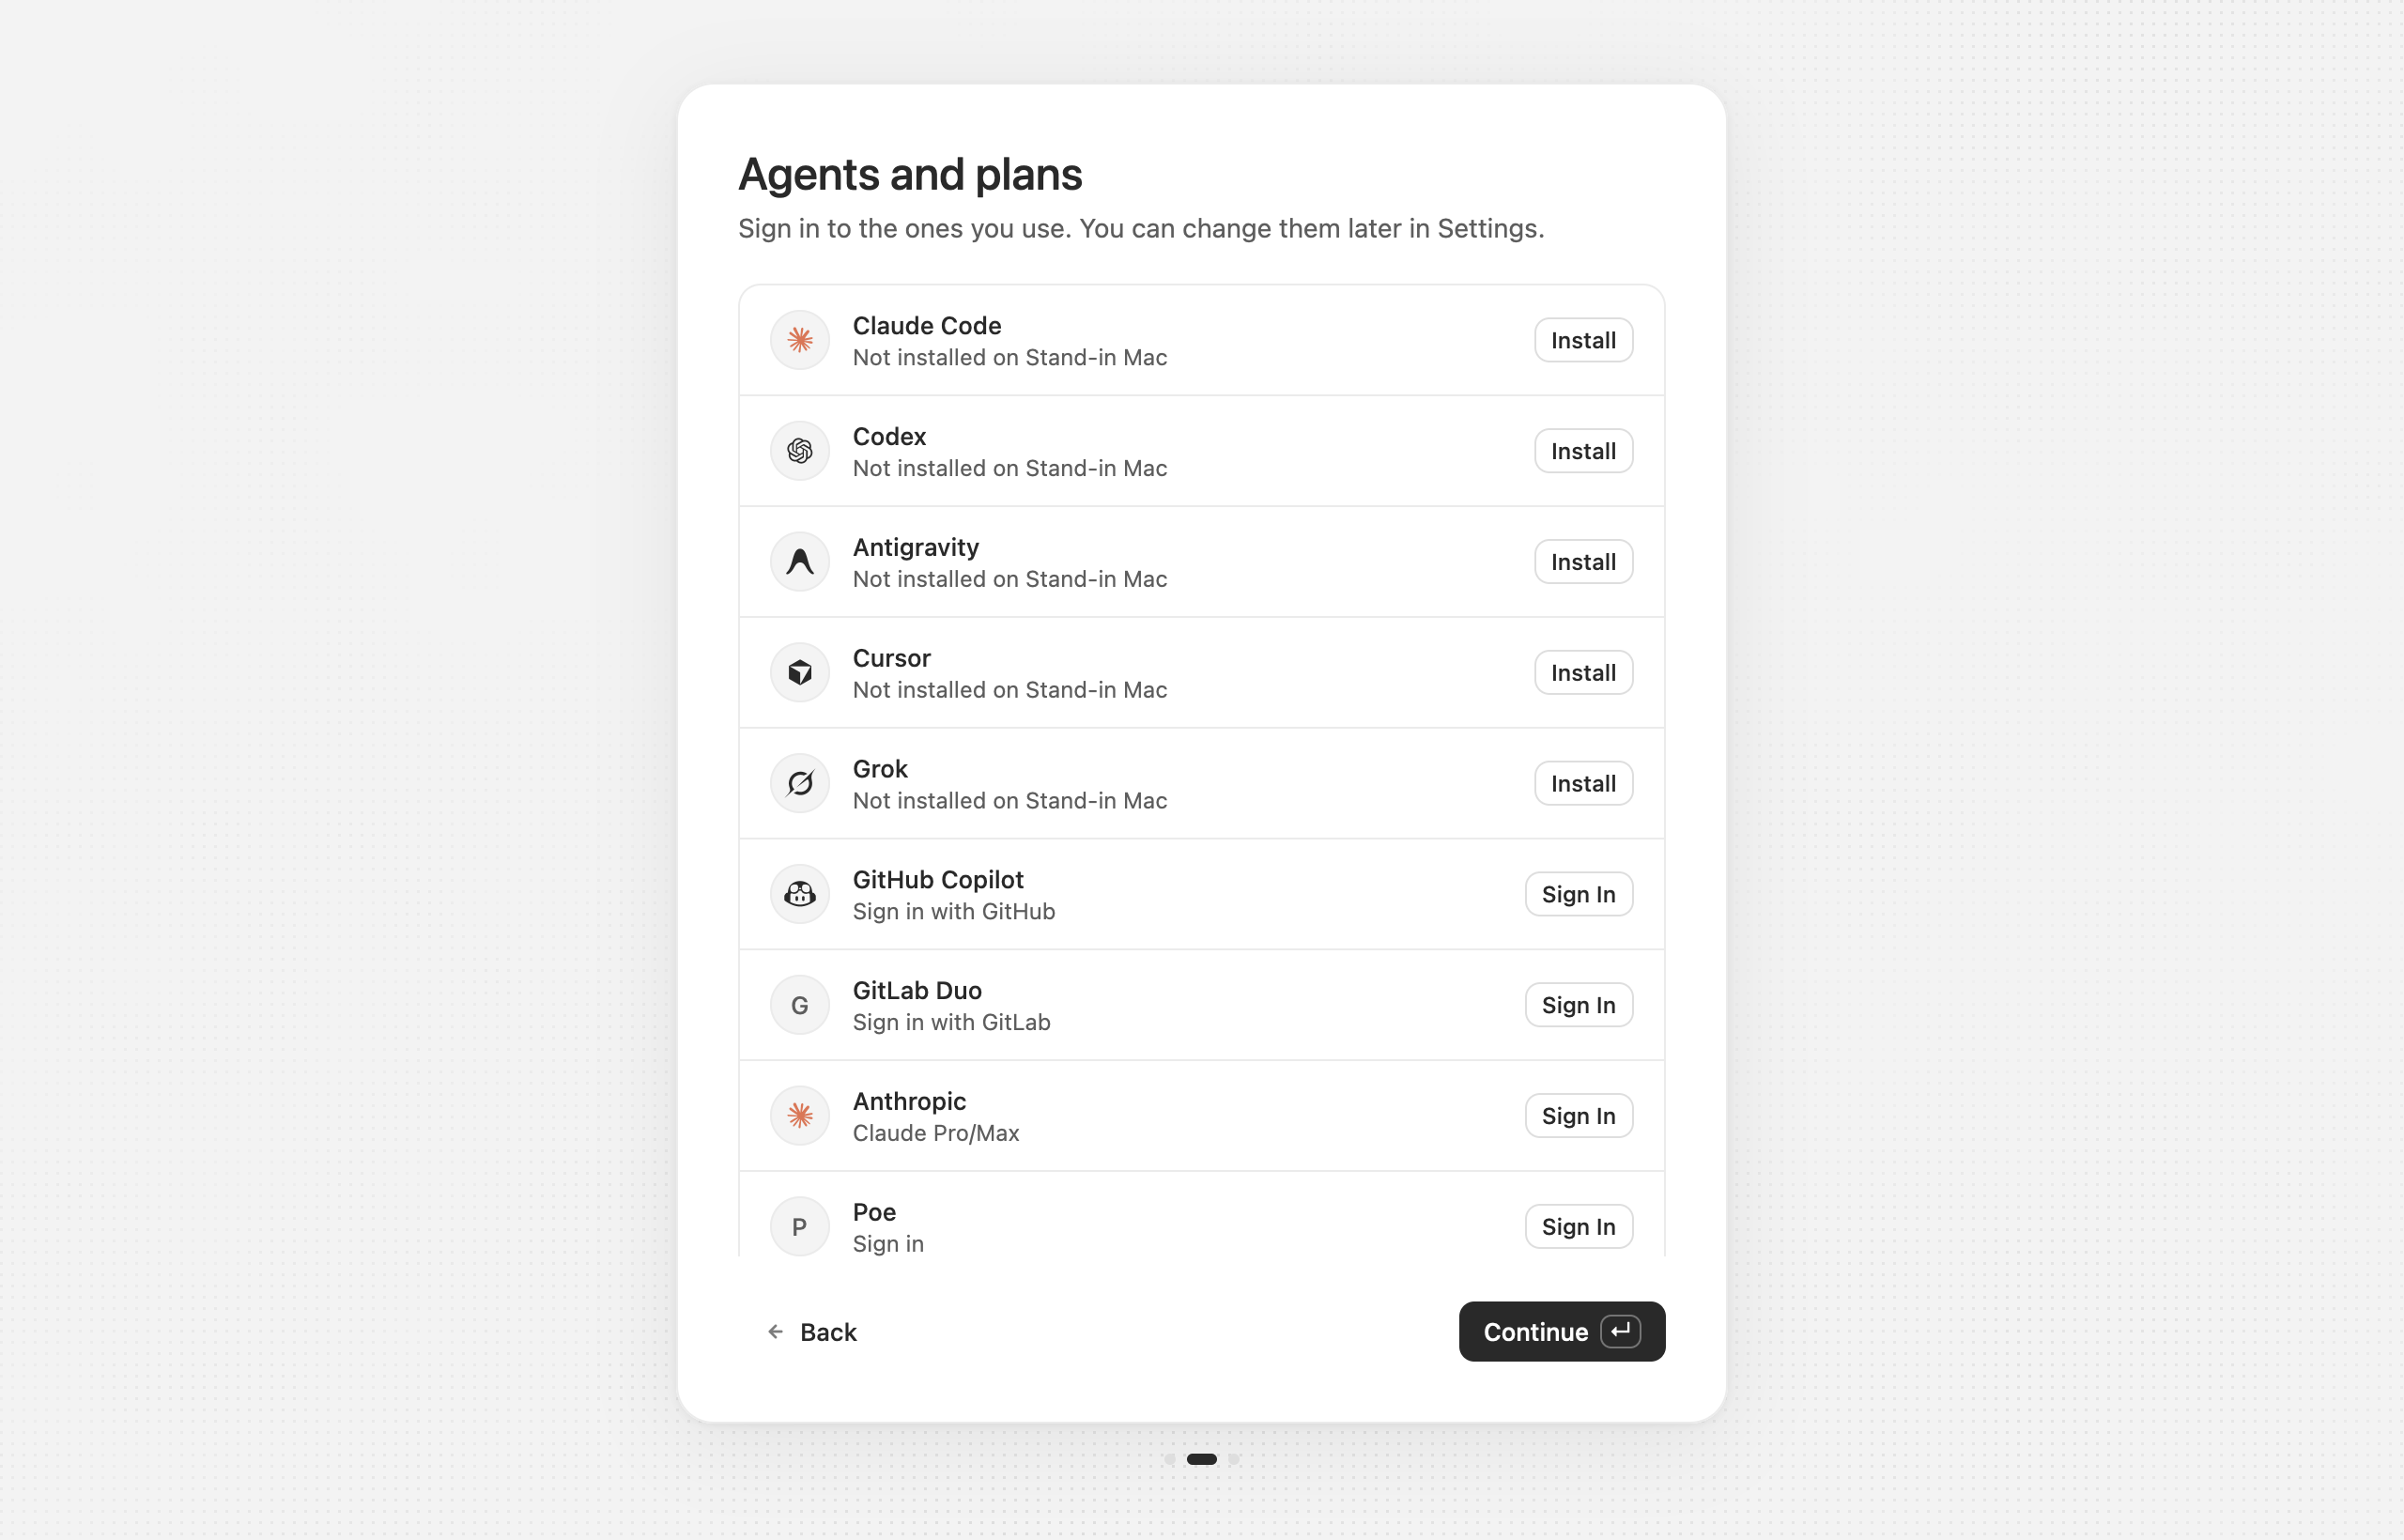 Agents and plans
Sign in to the ones you use. You can change them later in Settings.
Claude Code
Not installed on Stand-in Mac
Install
Codex
Not installed on Stand-in Mac
Install
Antigravity
Not installed on Stand-in Mac
Install
Cursor
Not installed on Stand-in Mac
Install
Grok
Not installed on Stand-in Mac
Install
GitHub Copilot
Sign in with GitHub
Sign In
G
GitLab Duo
Sign in with GitLab
Sign In
Anthropic
Claude Pro/Max
Sign In
P
Poe
Sign in
Sign In
Back
Continue